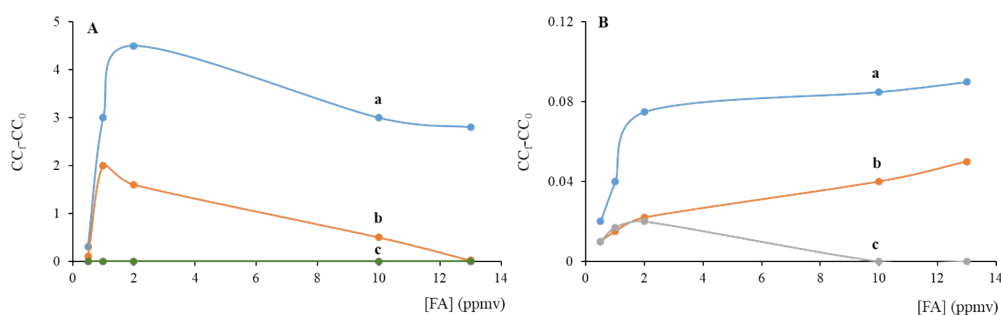 A
CC_f-CC_0
5
4
3
2
1
0
a
b
c
0 2 4 6 8 10 12 14
[FA] (ppmv)
B
CC_f-CC_0
0.12
0.08
0.04
0
a
b
c
0 2 4 6 8 10 12 14
[FA] (ppmv)